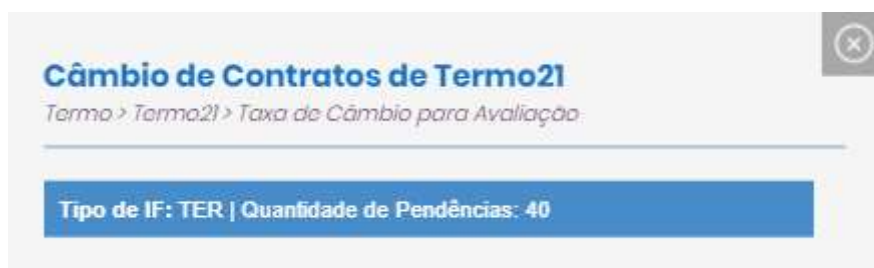 Câmbio de Contratos de Termo21
Termo > Termo21 > Taxa de Câmbio para Avaliação
Tipo de IF: TER | Quantidade de Pendências: 40